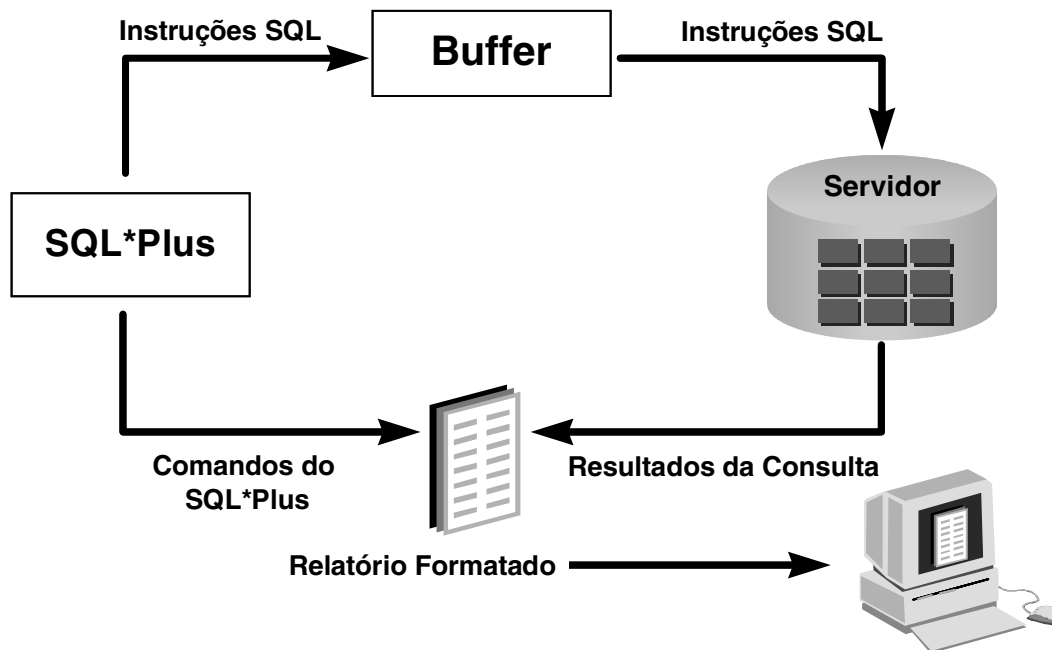 Instruções SQL
Buffer
Instruções SQL
Servidor
SQL*Plus
Comandos do
SQL*Plus
Resultados da Consulta
Relatório Formatado